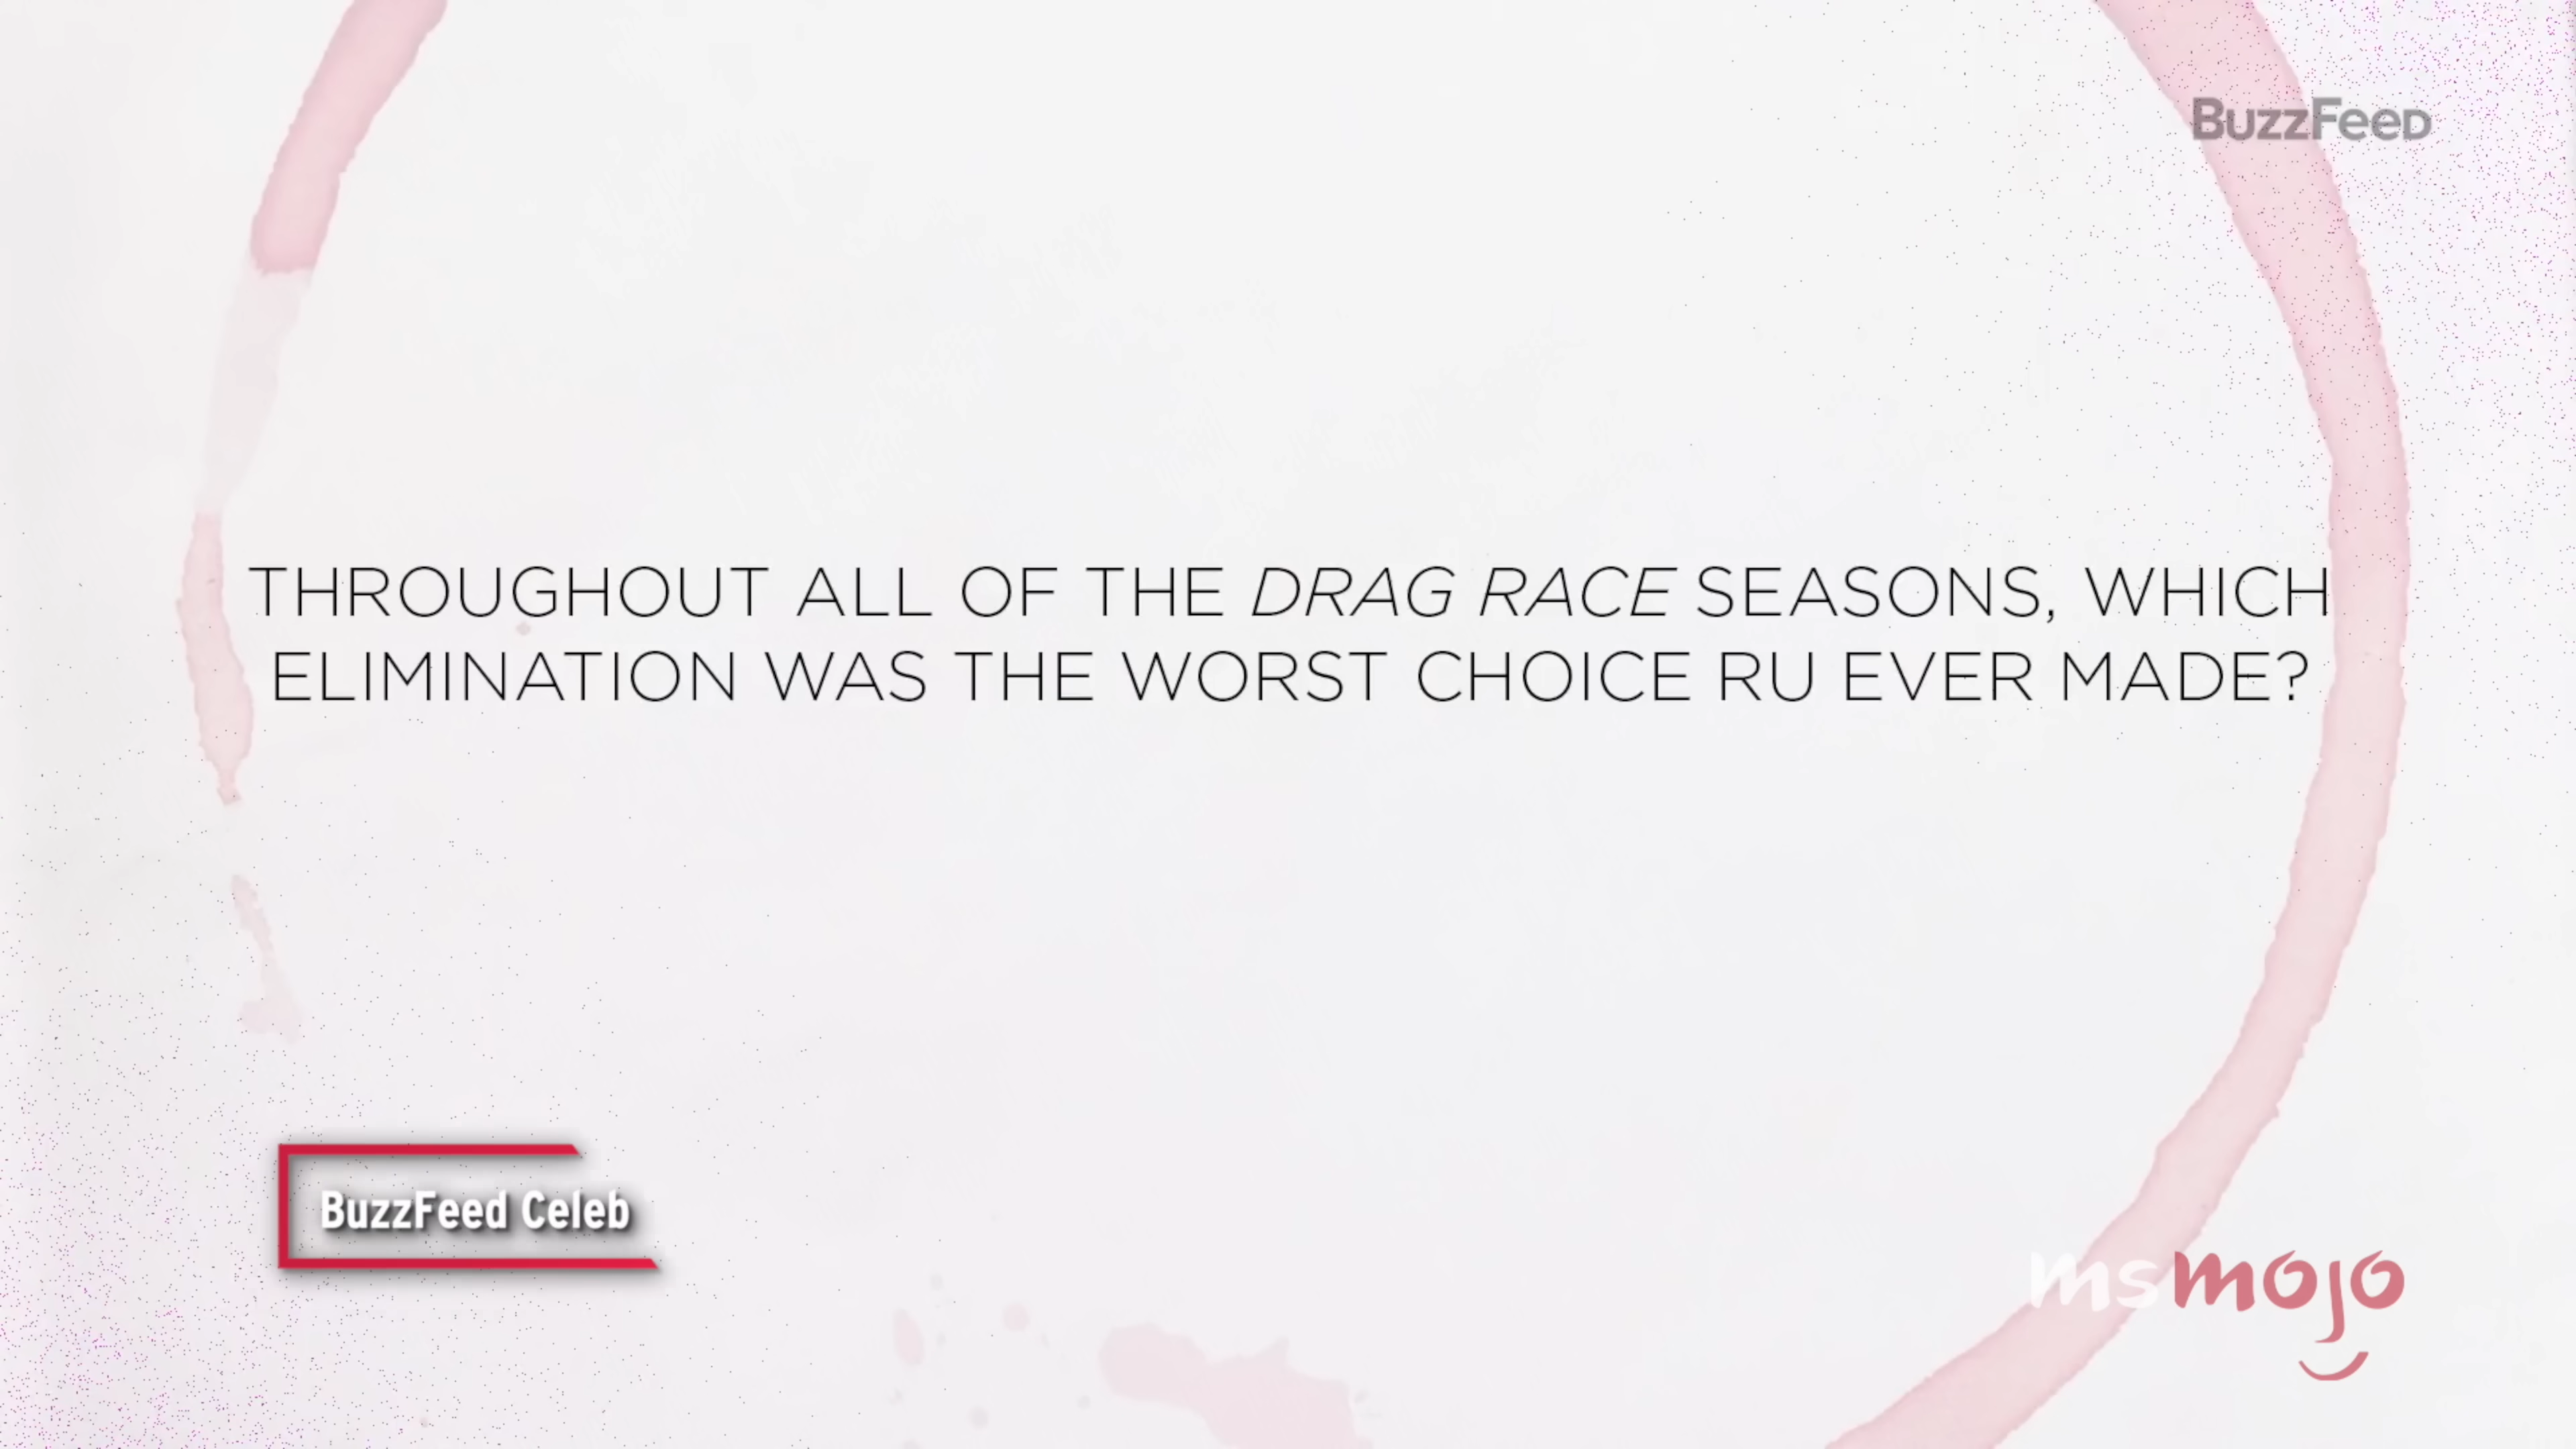 BUZZFEED
THROUGHOUT ALL OF THE DRAG RACE SEASONS, WHICH
ELIMINATION WAS THE WORST CHOICE RU EVER MADE?
BuzzFeed Celeb
msmojo